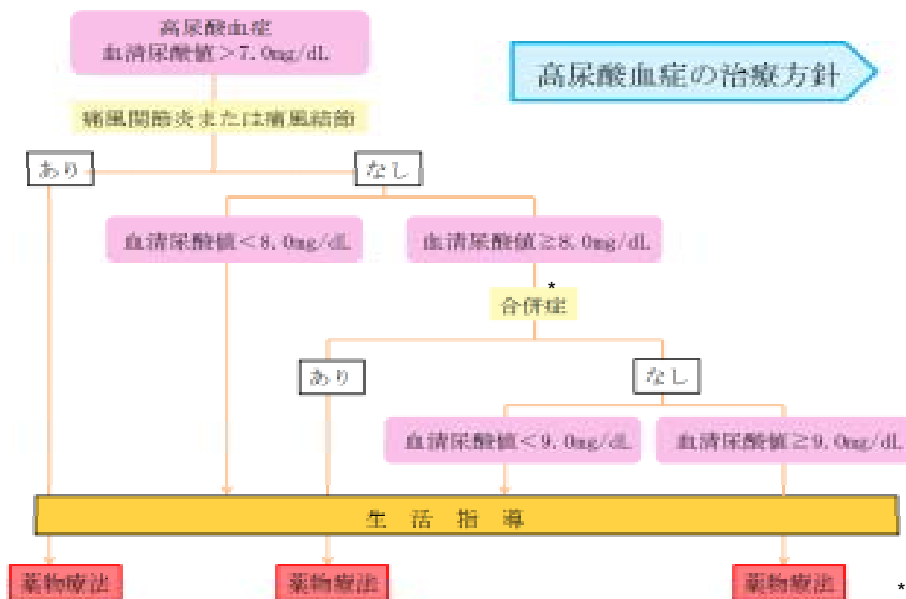 高尿酸血症
血清尿酸値＞7.0mg/dL
高尿酸血症の治療方針
痛風関節炎または痛風結節
あり
なし
血清尿酸値＜8.0mg/dL
血清尿酸値≧8.0mg/dL
*
合併症
あり
なし
血清尿酸値＜9.0mg/dL
血清尿酸値≧9.0mg/dL
生 活 指 導
薬物療法
薬物療法
薬物療法
*